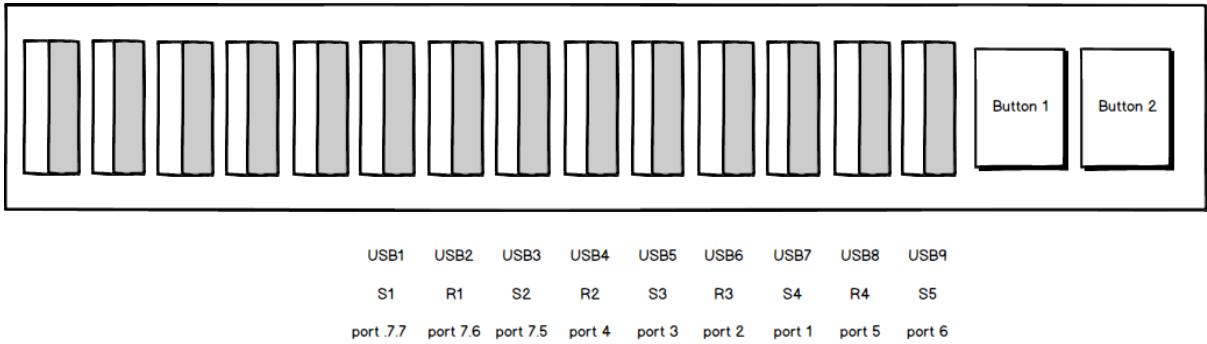 Button 1 Button 2
USB1 USB2 USB3 USB4 USB5 USB6 USB7 USB8 USB9
S1 R1 S2 R2 S3 R3 S4 R4 S5
port .7.7 port 7.6 port 7.5 port 4 port 3 port 2 port 1 port 5 port 6